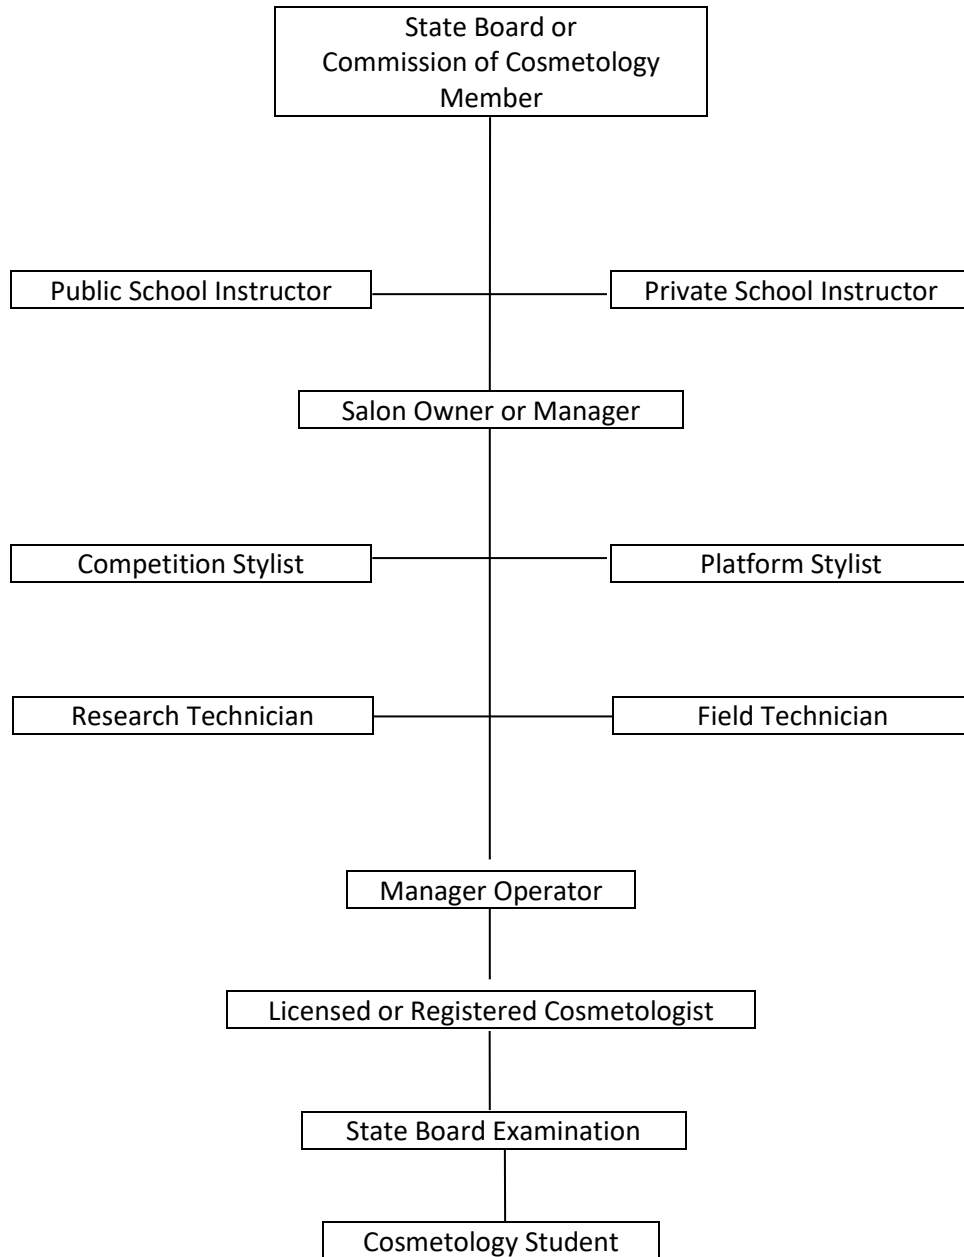 State Board or
Commission of Cosmetology
Member
Public School Instructor
Private School Instructor
Salon Owner or Manager
Competition Stylist
Platform Stylist
Research Technician
Field Technician
Manager Operator
Licensed or Registered Cosmetologist
State Board Examination
Cosmetology Student